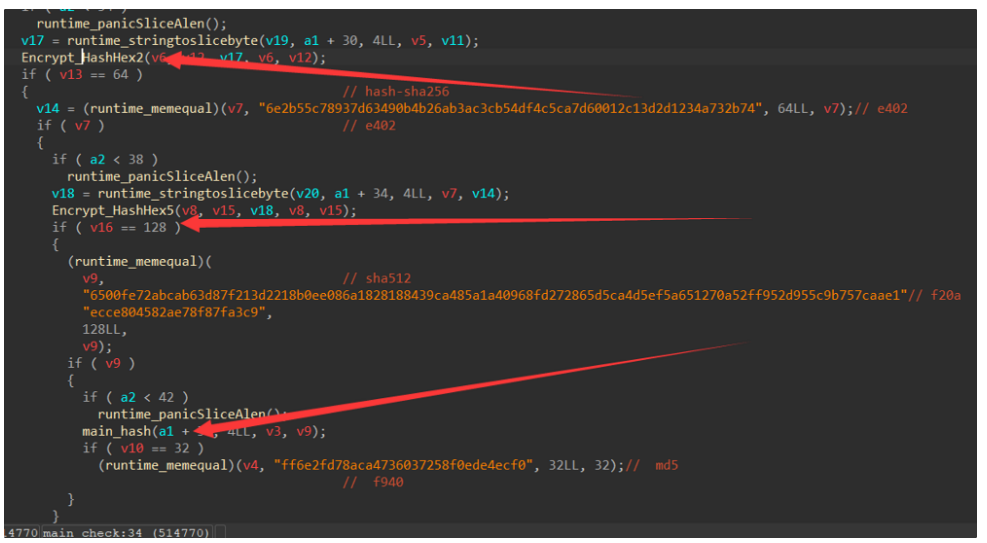 runtime_panicSliceAlen();
v17 = runtime_stringtoslicebyte(v19, a1 + 30, 4LL, v5, v11);
Encrypt_HashHex2(v6, v12, v17, v6, v12);
if ( v13 == 64 )
{ // hash-sha256
v14 = (runtime_memequal)(v7, "6e2b55c78937d63490b4b26ab3ac3cb54df4c5ca7d60012c13d2d1234a732b74", 64LL, v7);// e402
if ( v7 ) // e402
{
if ( a2 < 38 )
runtime_panicSliceAlen();
v18 = runtime_stringtoslicebyte(v20, a1 + 34, 4LL, v7, v14);
Encrypt_HashHex5(v8, v15, v18, v8, v15);
if ( v16 == 128 )
{
(runtime_memequal)(
v9, // sha512
"6500fe72abcab63d87f213d2218b0ee086a1828188439ca485a1a40968fd272865d5ca4d5ef5a651270a52ff952d955c9b757caae1"// f20a
"ecce804582ae78f87fa3c9",
128LL,
v9);
if ( v9 )
{
if ( a2 < 42 )
runtime_panicSliceAlen();
main_hash(a1 + 4LL, v3, v9);
if ( v10 == 32 )
(runtime_memequal)(v4, "ff6e2fd78aca4736037258f0ede4ecf0", 32LL, 32);// md5
// f940
}
}
4770 main check:34 (514770)